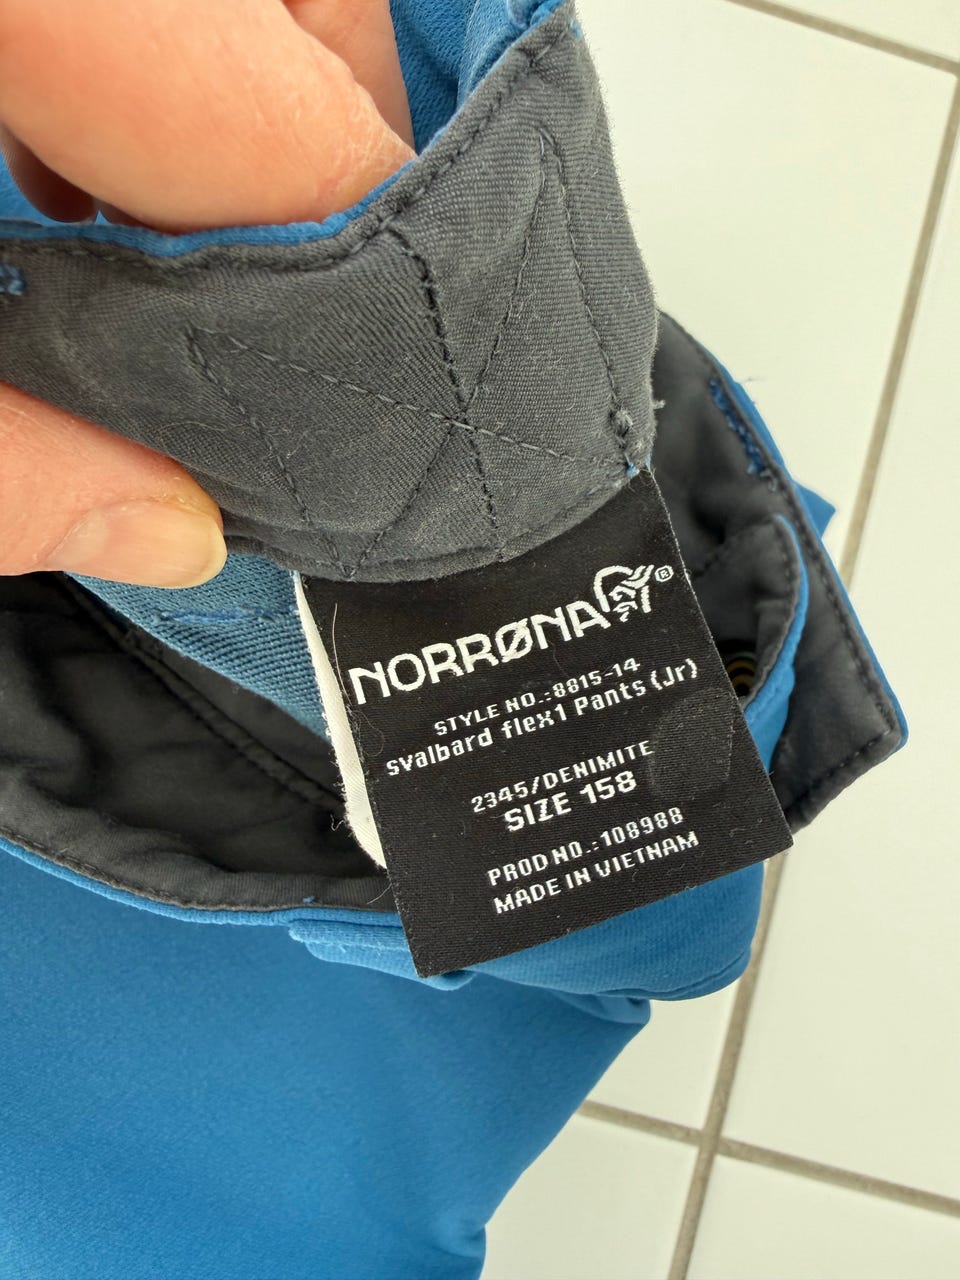 NORRØNA®
STYLE NO.:8815-14
svalbard flex1 Pants (Jr)
2345/DENIMITE
SIZE 158
PROD NO.:108988
MADE IN VIETNAM